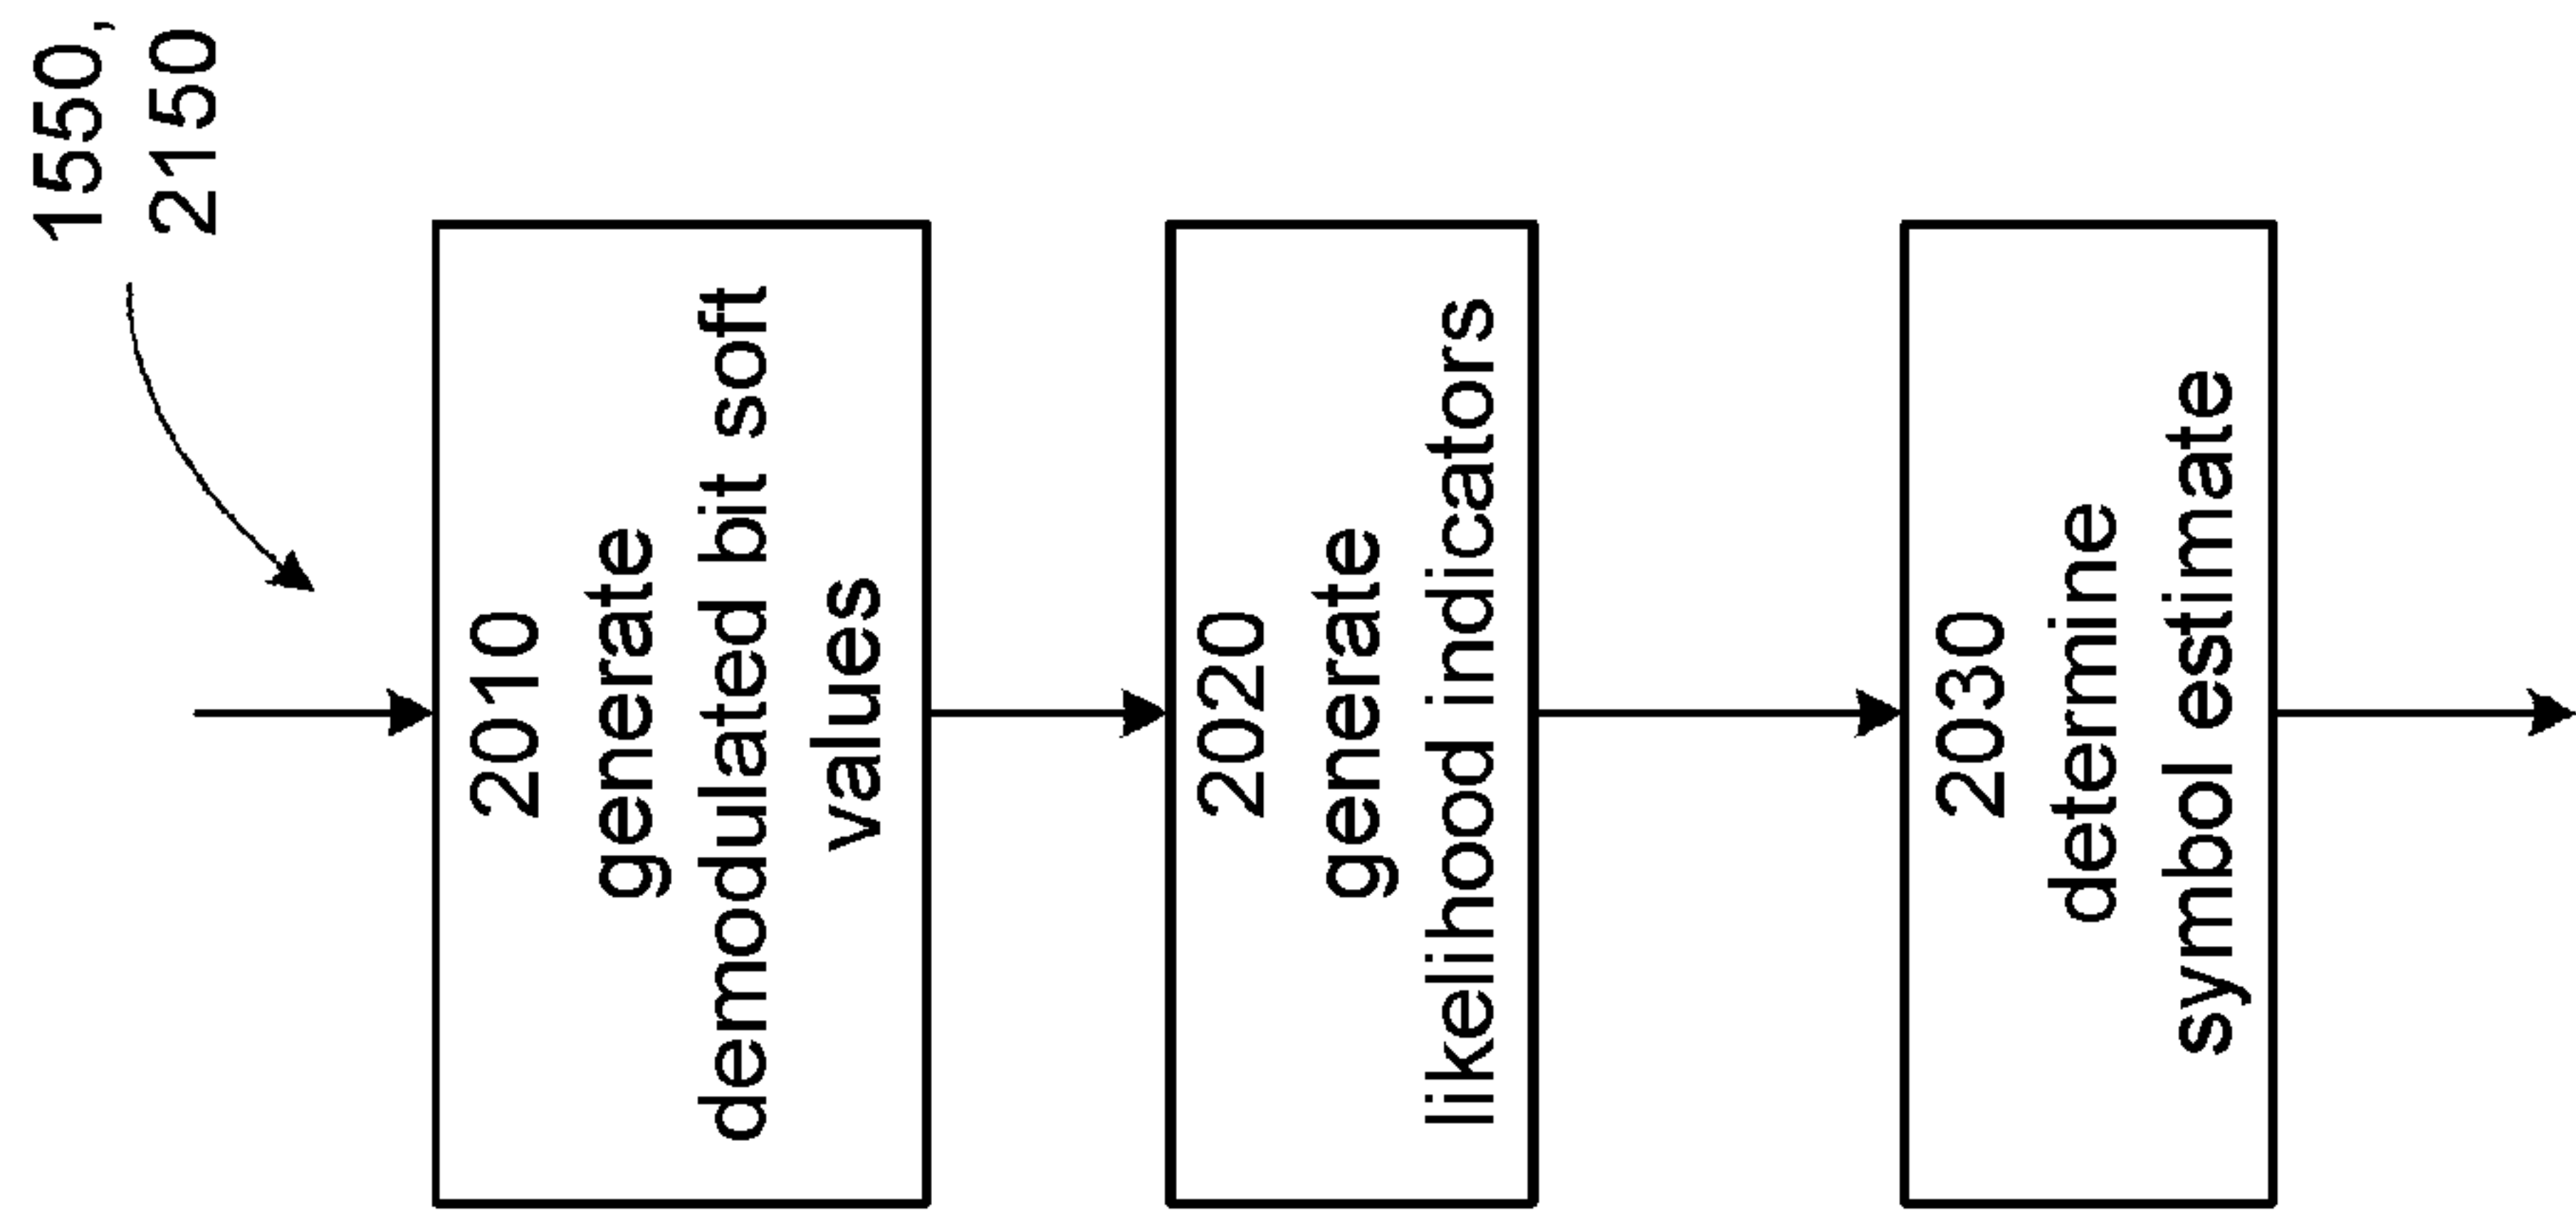 1550,
2150
2010
generate
demodulated bit soft
values
2020
generate
likelihood indicators
2030
determine
symbol estimate